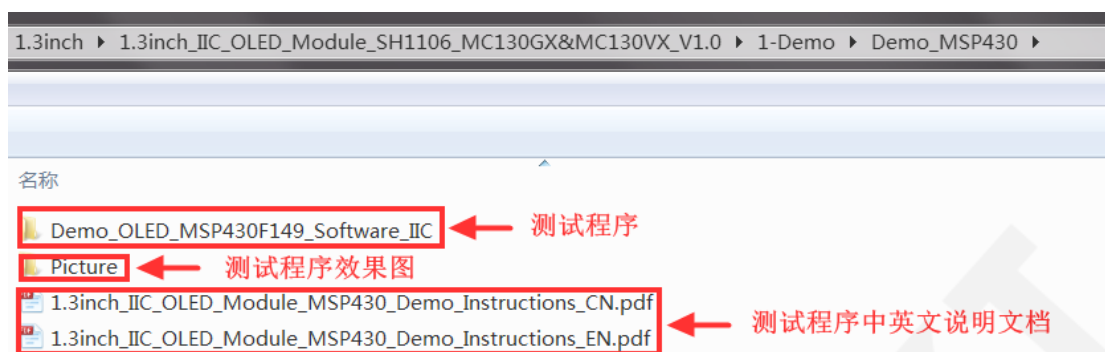 1.3inch ▸ 1.3inch_IIC_OLED_Module_SH1106_MC130GX&MC130VX_V1.0 ▸ 1-Demo ▸ Demo_MSP430 ▸
名称
Demo_OLED_MSP430F149_Software_IIC 测试程序
Picture 测试程序效果图
1.3inch_IIC_OLED_Module_MSP430_Demo_Instructions_CN.pdf
1.3inch_IIC_OLED_Module_MSP430_Demo_Instructions_EN.pdf
测试程序中英文说明文档